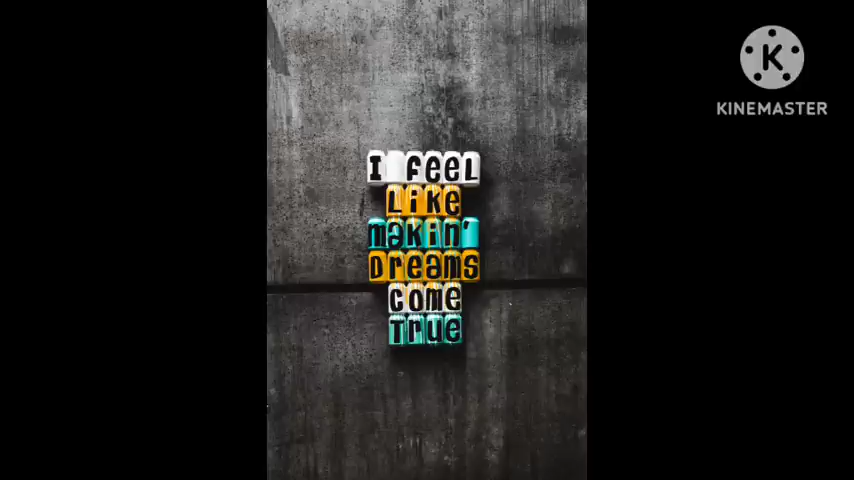 I FEEL
LIKE
makin'
Dreams
COME
True
K
KINEMASTER